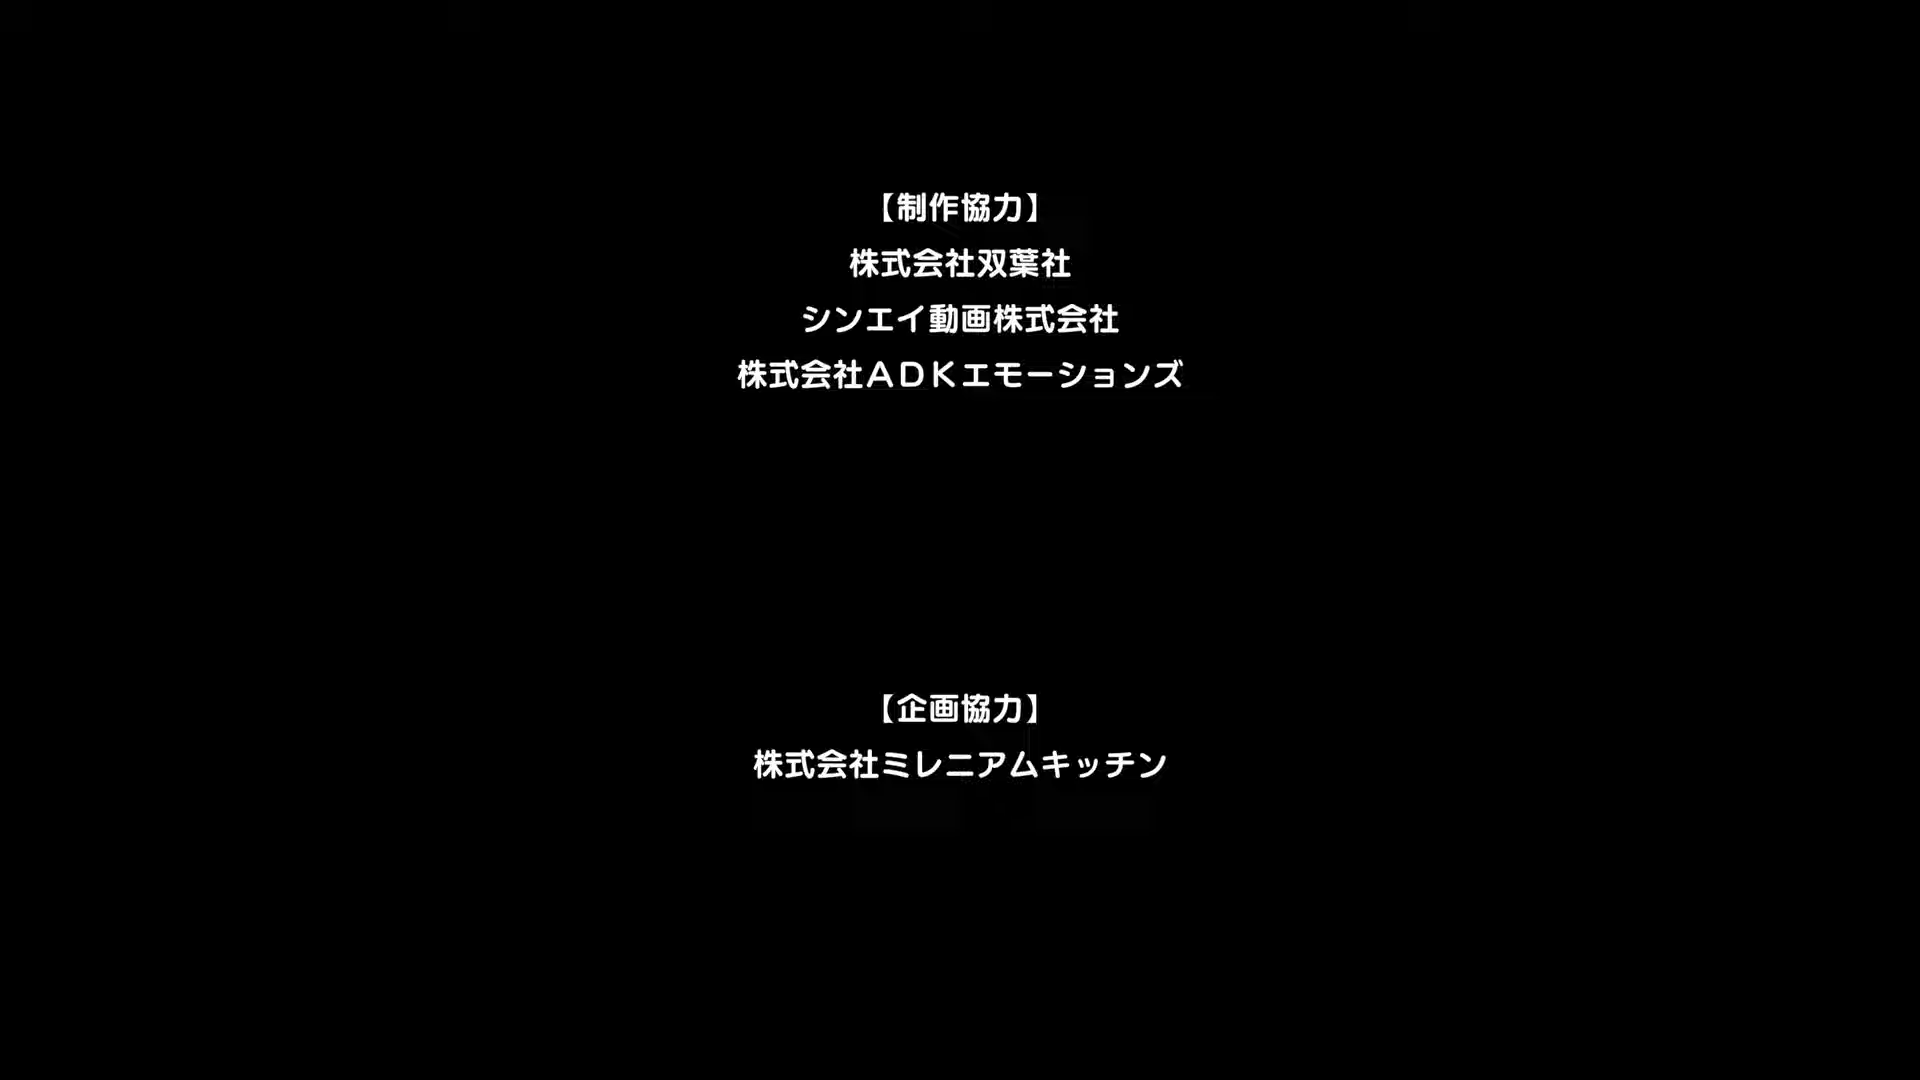 【制作協力】
株式会社双葉社
シンエイ動画株式会社
株式会社ＡＤＫエモーションズ
【企画協力】
株式会社ミレニアムキッチン